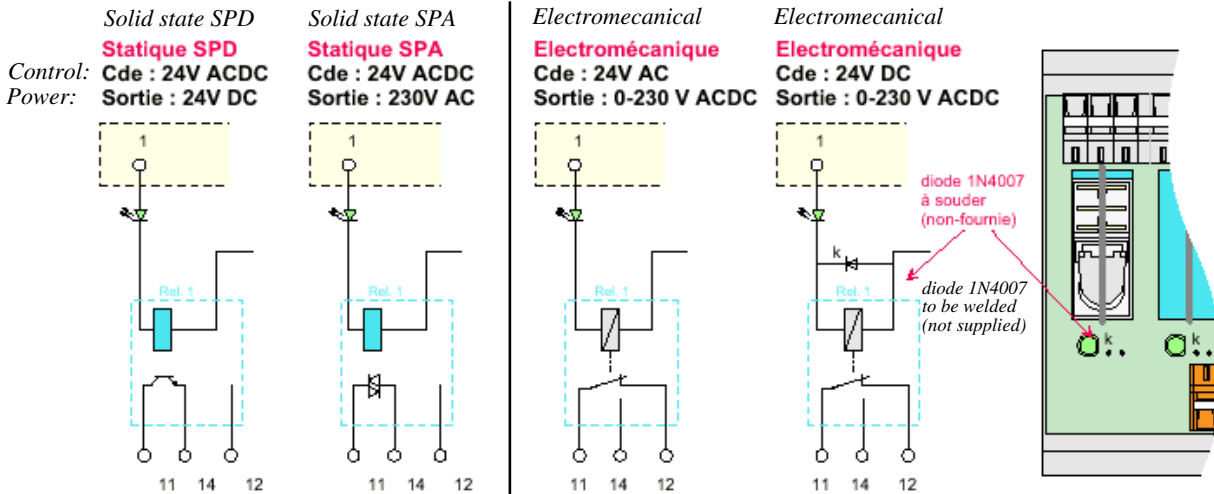 Solid state SPD
Solid state SPA
Electromecanical
Electromecanical
Statique SPD
Statique SPA
Electromécanique
Electromécanique
Control: Cde : 24V ACDC
Cde : 24V ACDC
Cde : 24V AC
Cde : 24V DC
Power: Sortie : 24V DC
Sortie : 230V AC
Sortie : 0-230 V ACDC
Sortie : 0-230 V ACDC
1
1
1
1
diode 1N4007
à souder
(non-fournie)
k
Rel. 1
Rel. 1
Rel. 1
Rel. 1
diode 1N4007
to be welded
(not supplied)
k
k
11 14 12
11 14 12
11 14 12
11 14 12